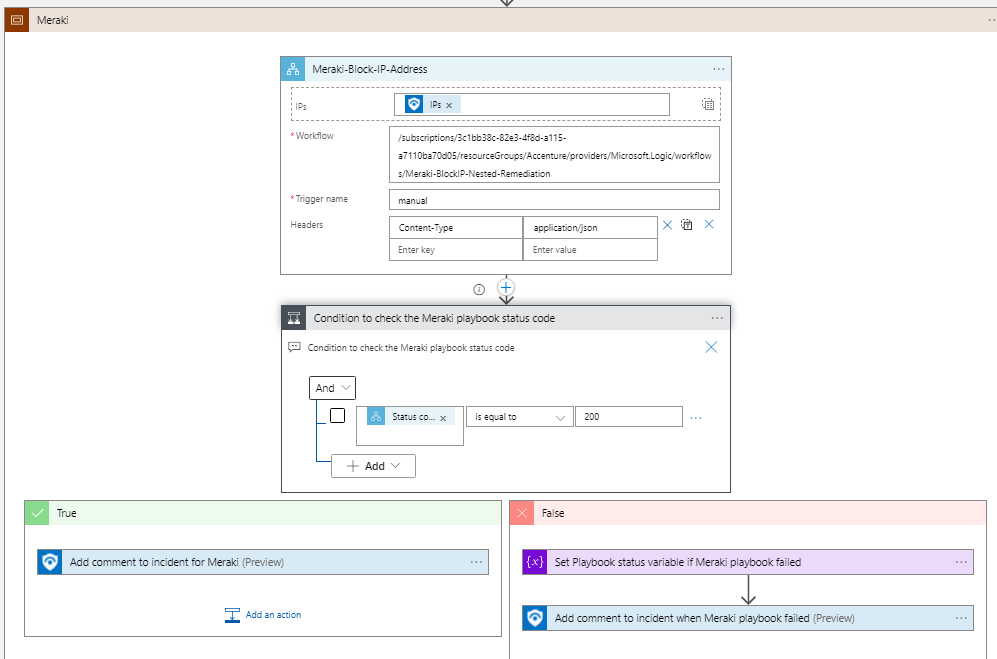 Meraki
Meraki-Block-IP-Address
IPs
IPs
*Workflow
/subscriptions/3c1bb38c-82e3-4f8d-a115-
a7110ba70d05/resourceGroups/Accenture/providers/Microsoft.Logic/workflow
s/Meraki-BlockIP-Nested-Remediation
*Trigger name
manual
Headers
Content-Type
application/json
Enter key
Enter value
Condition to check the Meraki playbook status code
Condition to check the Meraki playbook status code
And
Status co...
is equal to
200
Add
True
Add comment to incident for Meraki (Preview)
Add an action
False
{x}
Set Playbook status variable if Meraki playbook failed
Add comment to incident when Meraki playbook failed (Preview)